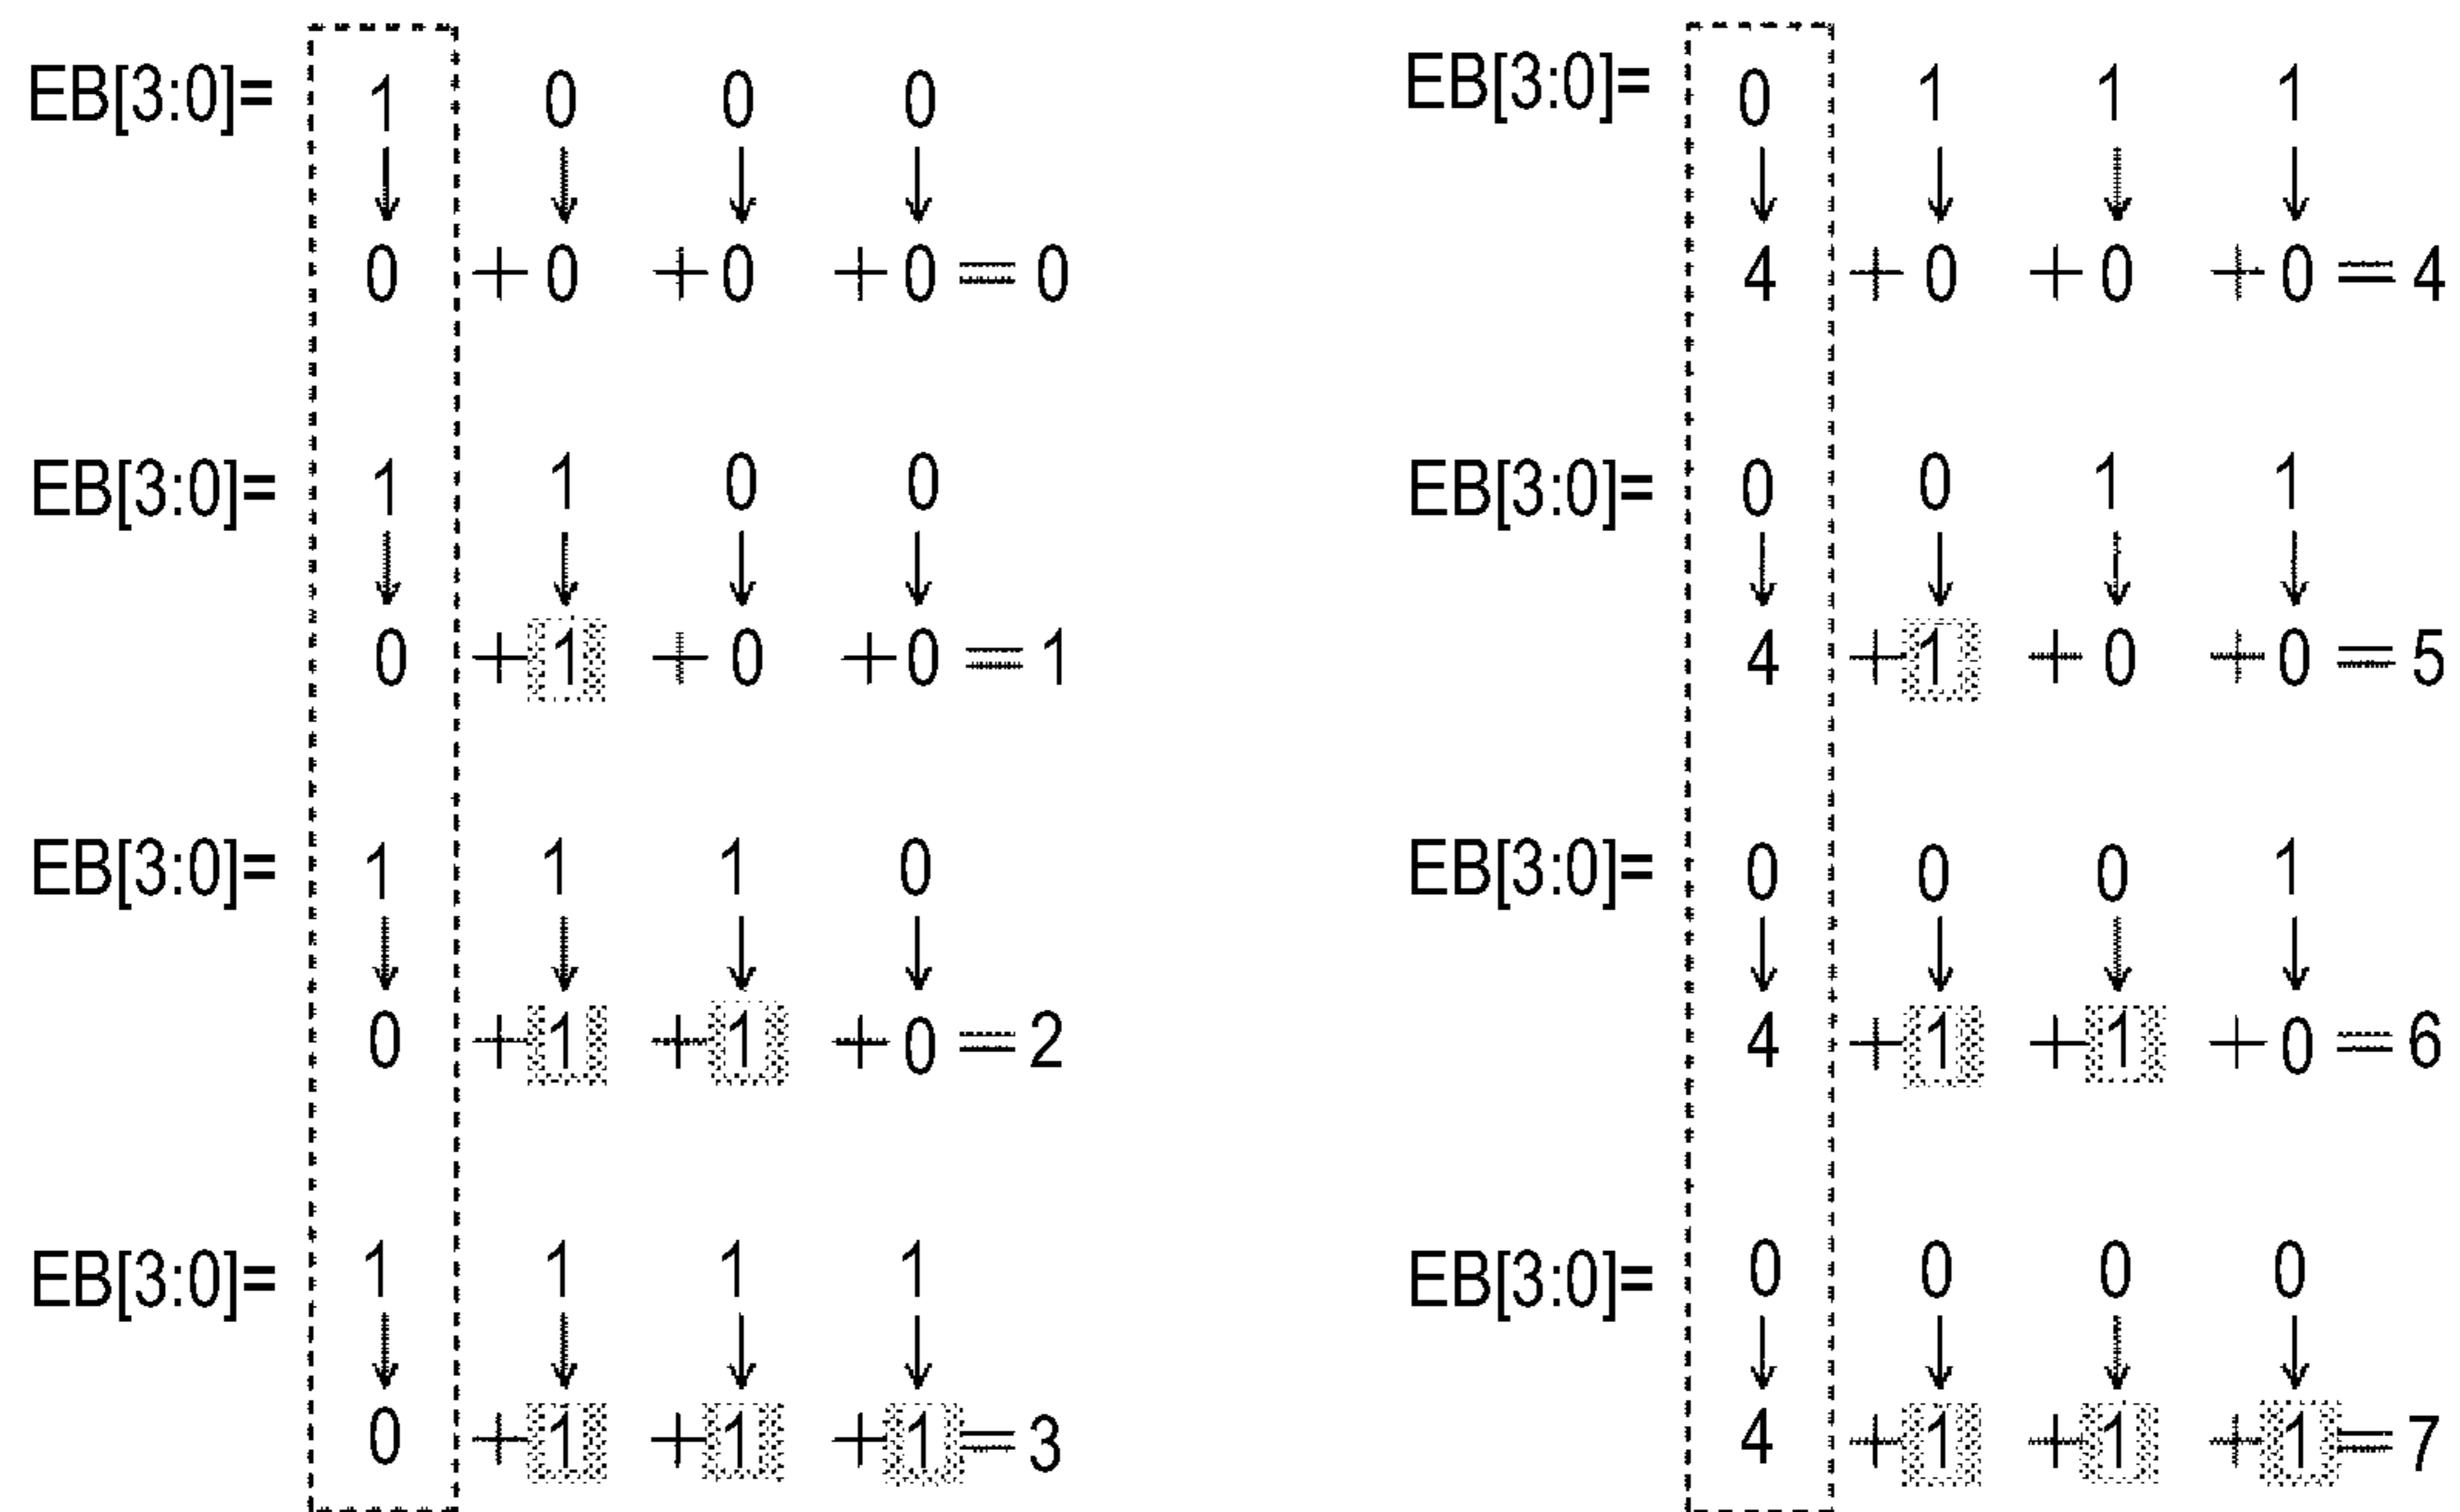 EB[3:0]= 1 0 0 0
0 +0 +0 +0=0
EB[3:0]= 1 1 0 0
0 +1 +0 +0=1
EB[3:0]= 1 1 1 0
0 +1 +1 +0=2
EB[3:0]= 1 1 1 1
0 +1 +1 +1=3
EB[3:0]= 0 1 1 1
4 +0 +0 +0=4
EB[3:0]= 0 0 1 1
4 +1 +0 +0=5
EB[3:0]= 0 0 0 1
4 +1 +1 +0=6
EB[3:0]= 0 0 0 0
4 +1 +1 +1=7